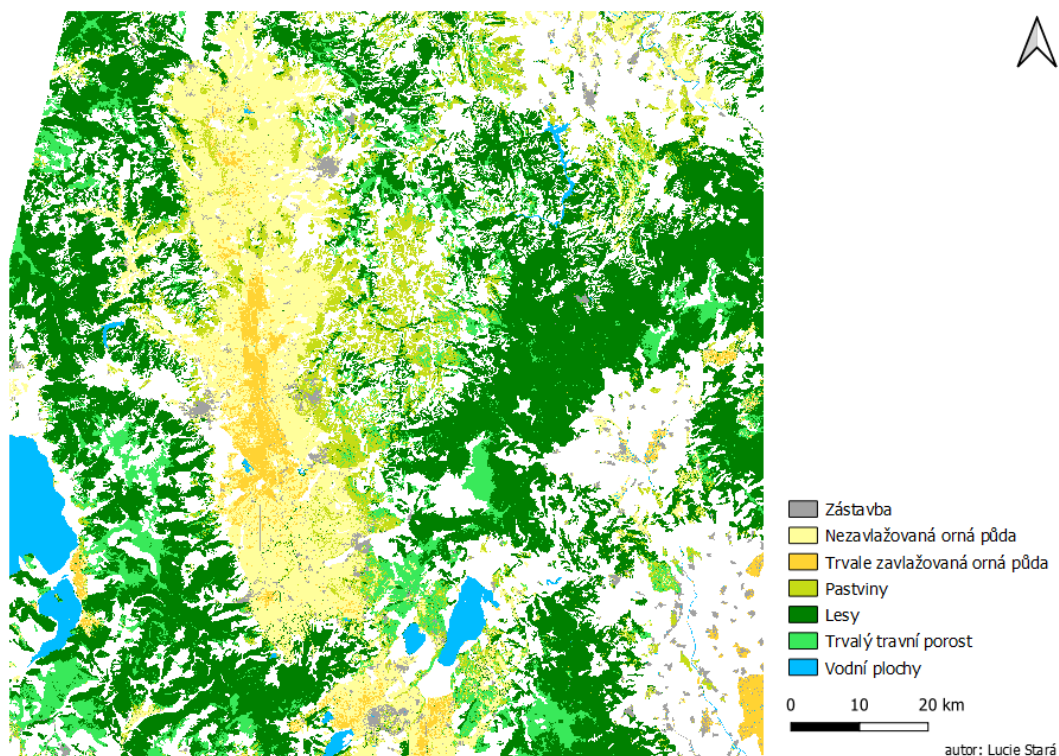 Zástavba
Nezavlažovaná orná půda
Trvale zavlažovaná orná půda
Pastviny
Lesy
Trvalý travní porost
Vodní plochy
0 10 20 km
autor: Lucie Stará